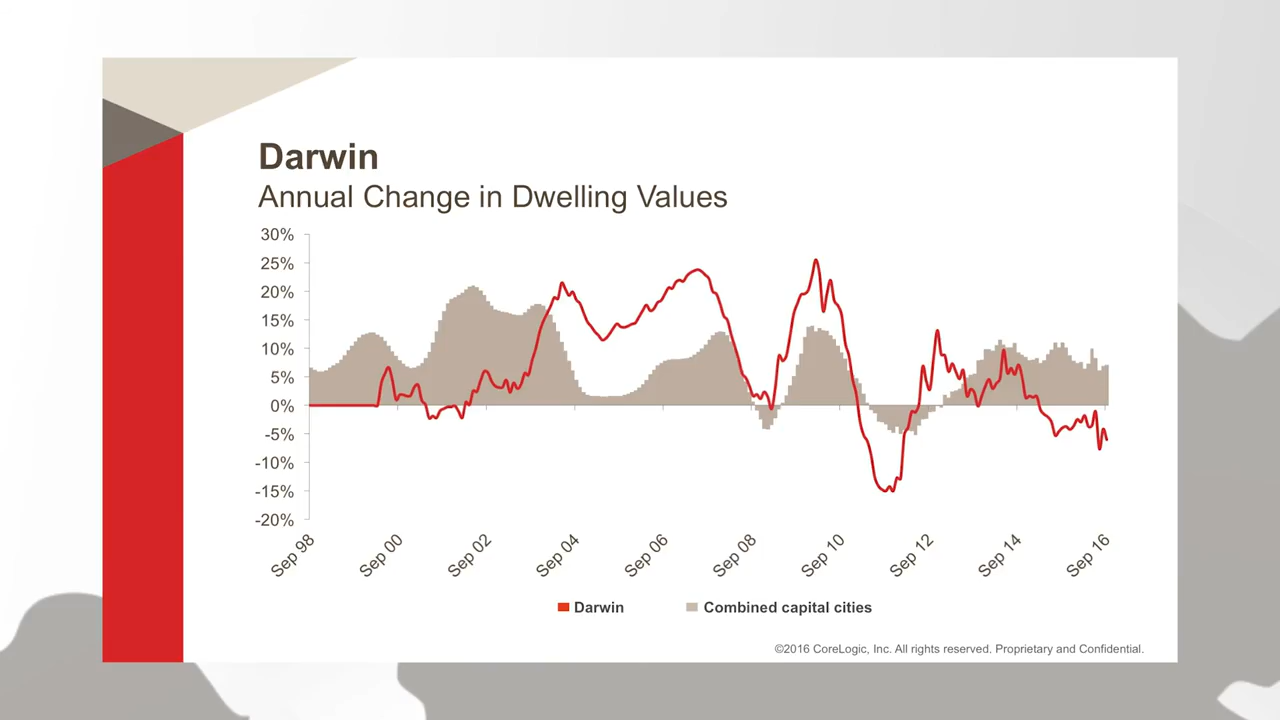 Darwin
Annual Change in Dwelling Values
30%
25%
20%
15%
10%
5%
0%
-5%
-10%
-15%
-20%
Sep 98
Sep 00
Sep 02
Sep 04
Sep 06
Sep 08
Sep 10
Sep 12
Sep 14
Sep 16
Darwin
Combined capital cities
©2016 CoreLogic, Inc. All rights reserved. Proprietary and Confidential.